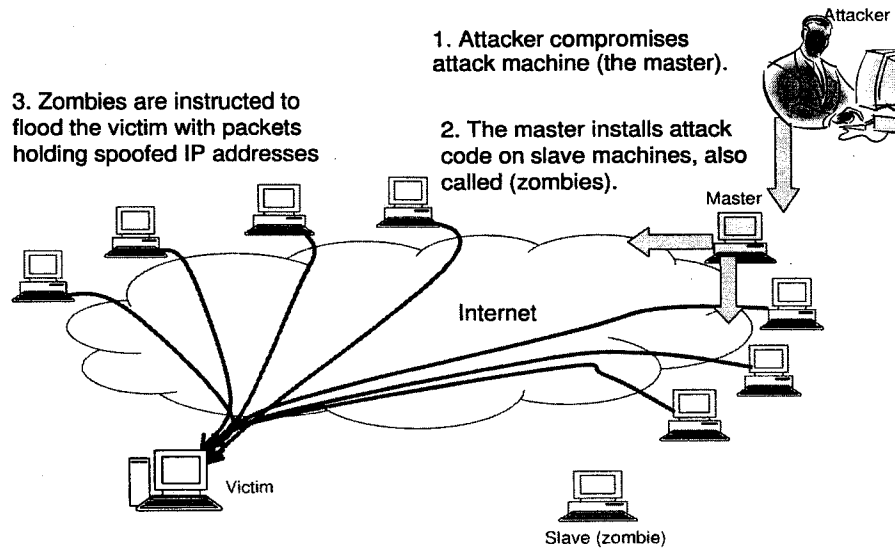 Attacker
1. Attacker compromises
attack machine (the master).
3. Zombies are instructed to
flood the victim with packets
holding spoofed IP addresses
2. The master installs attack
code on slave machines, also
called (zombies).
Master
Internet
Victim
Slave (zombie)